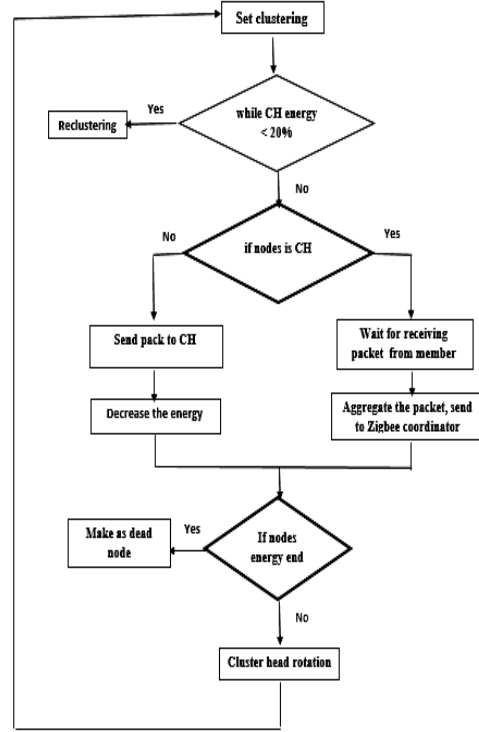 Set clustering
while CH energy
< 20%
Yes
Reclustering
No
if nodes is CH
No
Yes
Send pack to CH
Wait for receiving
packet from member
Decrease the energy
Aggregate the packet, send
to Zigbee coordinator
If nodes
energy end
Yes
Make as dead
node
No
Cluster head rotation